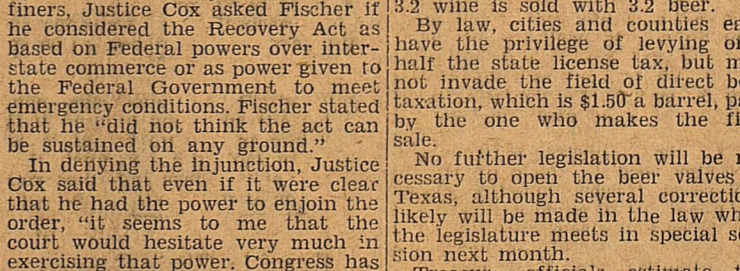 finers, Justice Cox asked Fischer if
he considered the Recovery Act as
based on Federal powers over inter-
state commerce or as power given to
the Federal Government to meet
emergency conditions. Fischer stated
that he “did not think the act can
be sustained on any ground.”
In denying the injunction, Justice
Cox said that even if it were clear
that he had the power to enjoin the
order, “it seems to me that the
court would hesitate very much in
exercising that power. Congress has
3.2 wine is sold with 3.2 beer.
By law, cities and counties
have the privilege of levying
half the state license tax, but
not invade the field of direct
taxation, which is $1.50 a barrel,
by the one who makes the
sale.
No further legislation will be
cessary to open the beer valves
Texas, although several
likely will be made in the law
the legislature meets in special
sion next month.
officials estimate